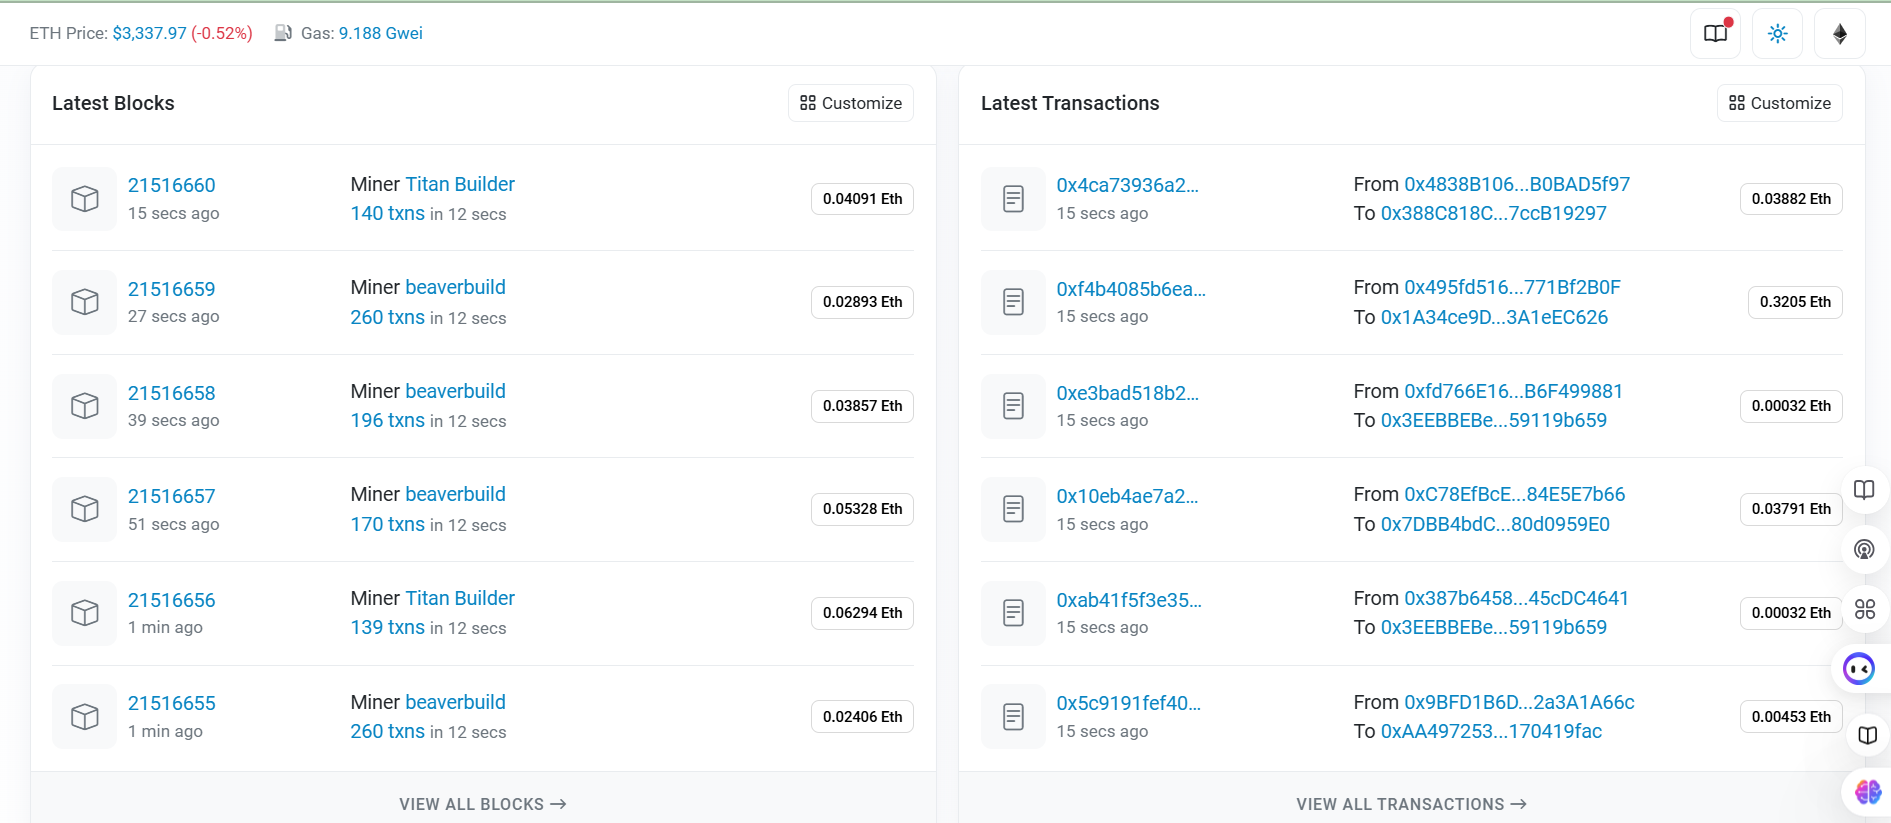 ETH Price: $3,337.97 (-0.52%) Gas: 9.188 Gwei
Latest Blocks
Customize
21516660
15 secs ago
Miner Titan Builder
140 txns in 12 secs
0.04091 Eth
21516659
27 secs ago
Miner beaverbuild
260 txns in 12 secs
0.02893 Eth
21516658
39 secs ago
Miner beaverbuild
196 txns in 12 secs
0.03857 Eth
21516657
51 secs ago
Miner beaverbuild
170 txns in 12 secs
0.05328 Eth
21516656
1 min ago
Miner Titan Builder
139 txns in 12 secs
0.06294 Eth
21516655
1 min ago
Miner beaverbuild
260 txns in 12 secs
0.02406 Eth
VIEW ALL BLOCKS →
Latest Transactions
Customize
0x4ca73936a2...
15 secs ago
From 0x4838B106...B0BAD5f97
To 0x388C818C...7ccB19297
0.03882 Eth
0xf4b4085b6ea...
15 secs ago
From 0x495fd516...771Bf2B0F
To 0x1A34ce9D...3A1eEC626
0.3205 Eth
0xe3bad518b2...
15 secs ago
From 0xfd766E16...B6F499881
To 0x3EEBBEBe...59119b659
0.00032 Eth
0x10eb4ae7a2...
15 secs ago
From 0xC78EfBcE...84E5E7b66
To 0x7DBB4bdC...80d0959E0
0.03791 Eth
0xab41f5f3e35...
15 secs ago
From 0x387b6458...45cDC4641
To 0x3EEBBEBe...59119b659
0.00032 Eth
0x5c9191fef40...
15 secs ago
From 0x9BFD1B6D...2a3A1A66c
To 0xAA497253...170419fac
0.00453 Eth
VIEW ALL TRANSACTIONS →